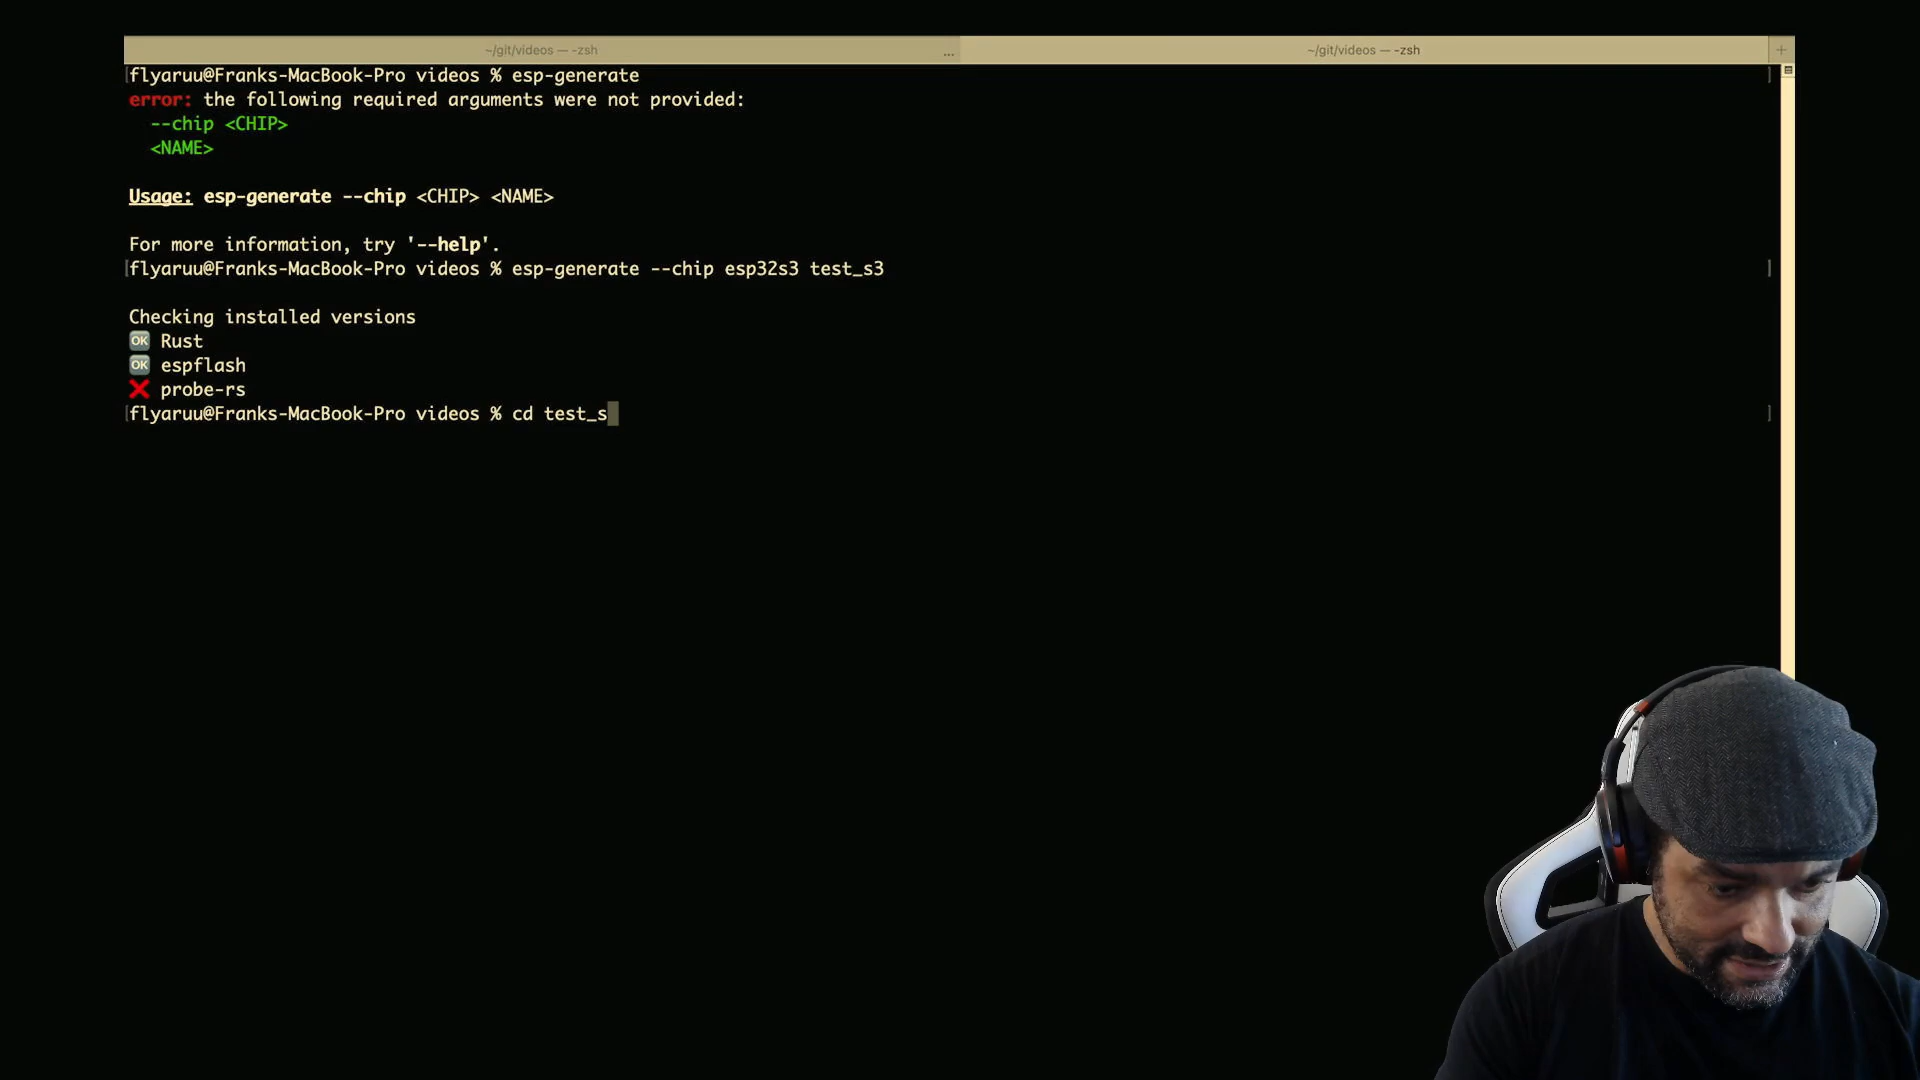 ~/git/videos — -zsh
...
~/git/videos — -zsh
+
flyaruu@Franks-MacBook-Pro videos % esp-generate
error: the following required arguments were not provided:
--chip <CHIP>
<NAME>
Usage: esp-generate --chip <CHIP> <NAME>
For more information, try '--help'.
flyaruu@Franks-MacBook-Pro videos % esp-generate --chip esp32s3 test_s3
Checking installed versions
OK Rust
OK espflash
❌ probe-rs
flyaruu@Franks-MacBook-Pro videos % cd test_s